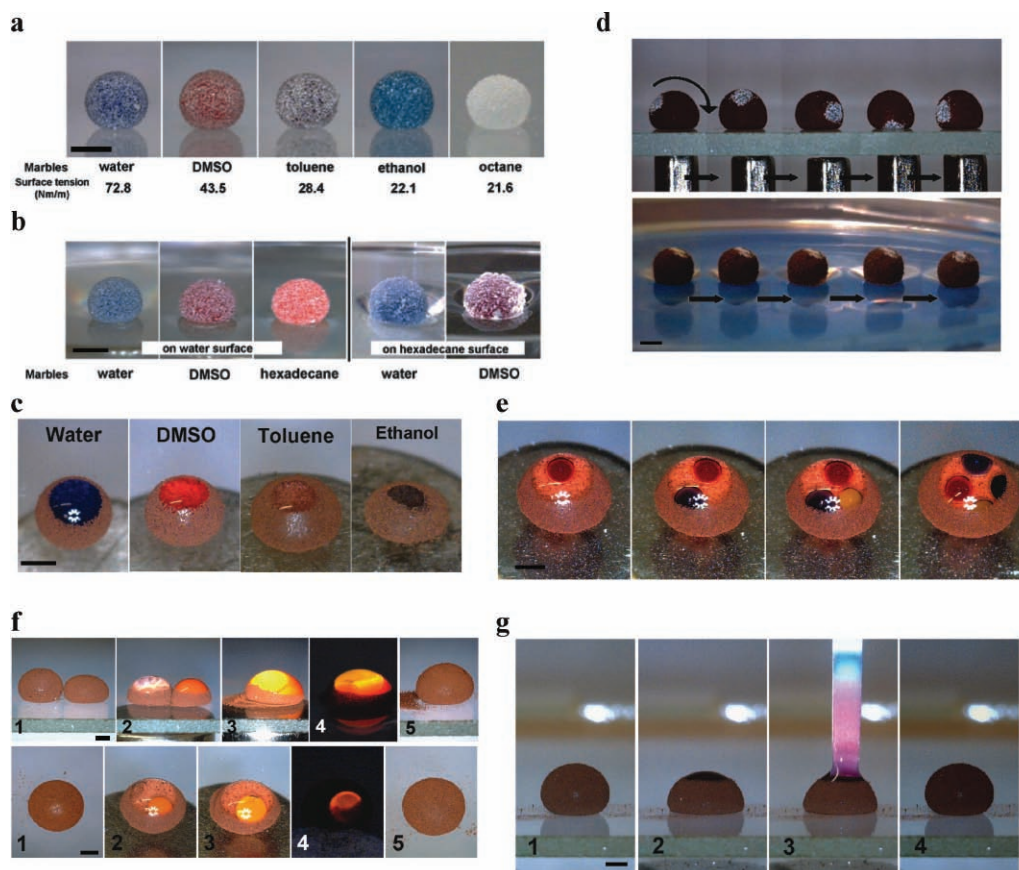 a
Marbles water DMSO toluene ethanol octane
Surface tension 72.8 43.5 28.4 22.1 21.6
(Nm/m)
b
on water surface on hexadecane surface
Marbles water DMSO hexadecane water DMSO
c
Water DMSO Toluene Ethanol
d
e
f
1 2 3 4 5
1 2 3 4 5
g
1 2 3 4